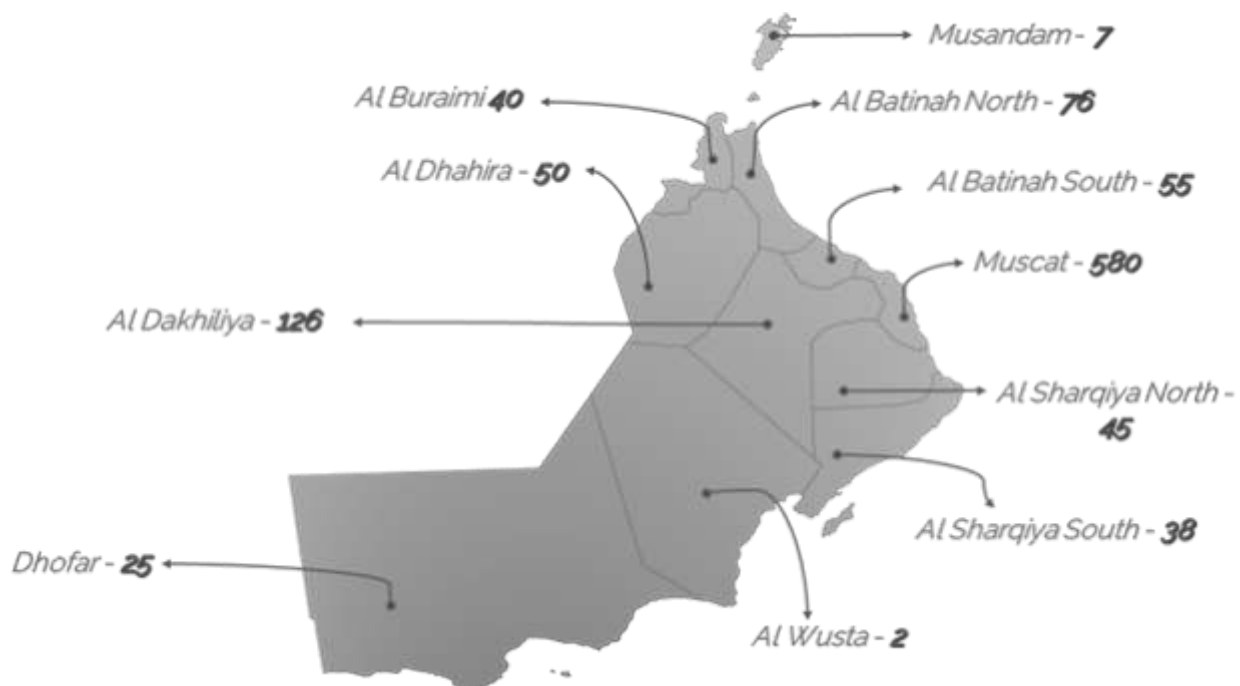 Musandam - 7
Al Buraimi 40
Al Batinah North - 76
Al Dhahira - 50
Al Batinah South - 55
Muscat - 580
Al Dakhiliya - 126
Al Sharqiya North -
45
Al Sharqiya South - 38
Dhofar - 25
Al Wusta - 2